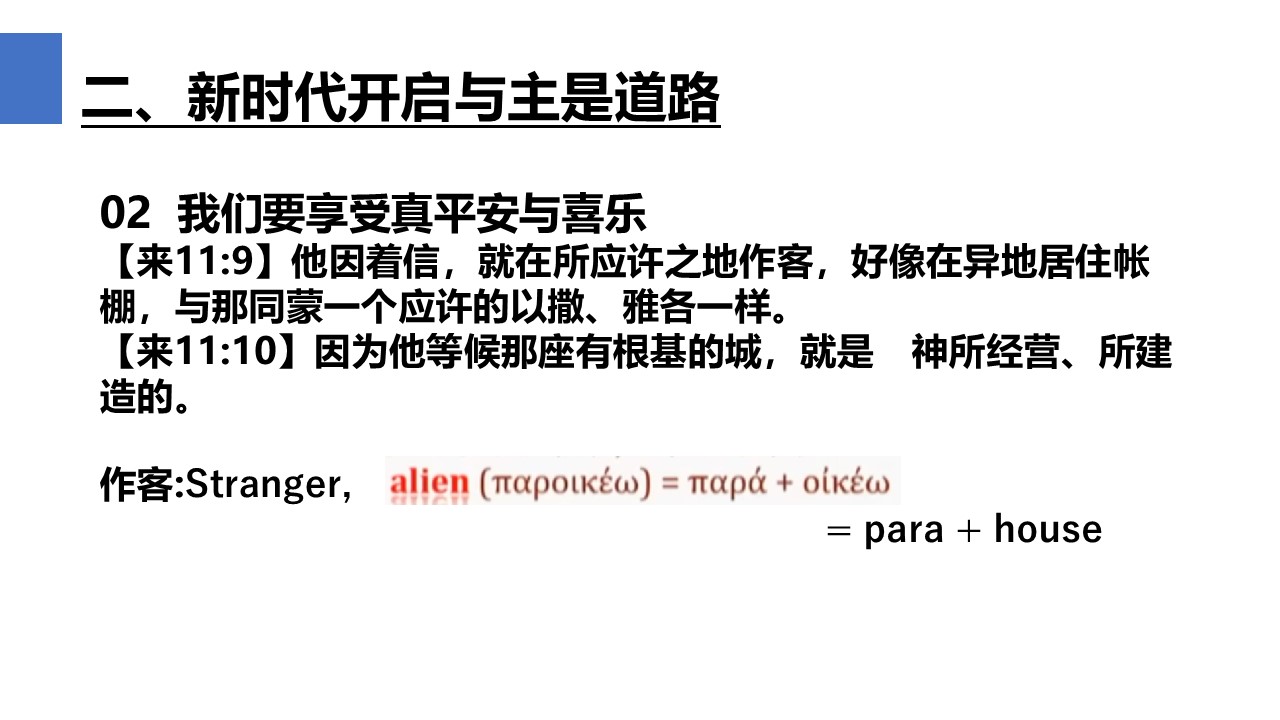 二、新时代开启与主是道路
02 我们要享受真平安与喜乐
【来11:9】他因着信，就在所应许之地作客，好像在异地居住帐
棚，与那同蒙一个应许的以撒、雅各一样。
【来11:10】因为他等候那座有根基的城，就是　神所经营、所建
造的。
作客:Stranger, alien (παροικέω) = παρά + οἰκέω
= para + house